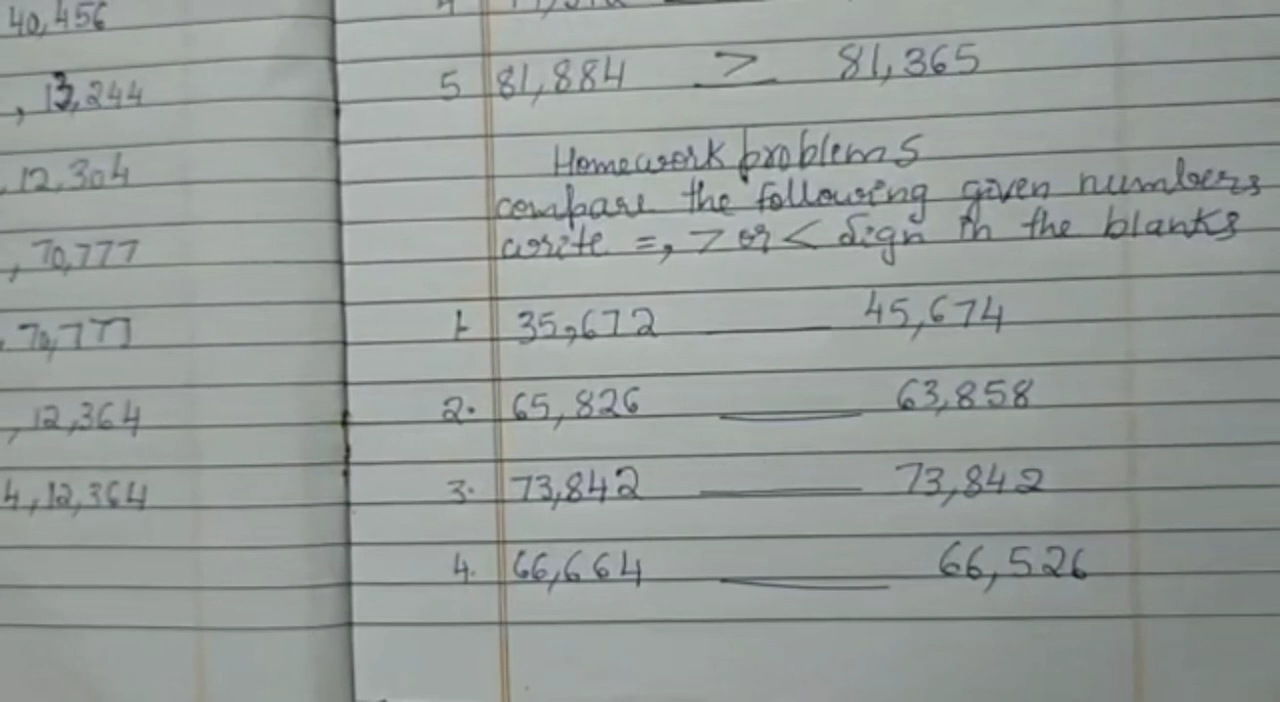 40,456
, 13,244
, 12,304
, 70,777
, 70,777
, 12,364
4, 12,364
5 81,884 > 81,365
Homework problems
compare the following given numbers
write =, > or < sign in the blanks
1. 35,672 ____ 45,674
2. 65,826 ____ 63,858
3. 73,842 ____ 73,842
4. 66,664 ____ 66,526